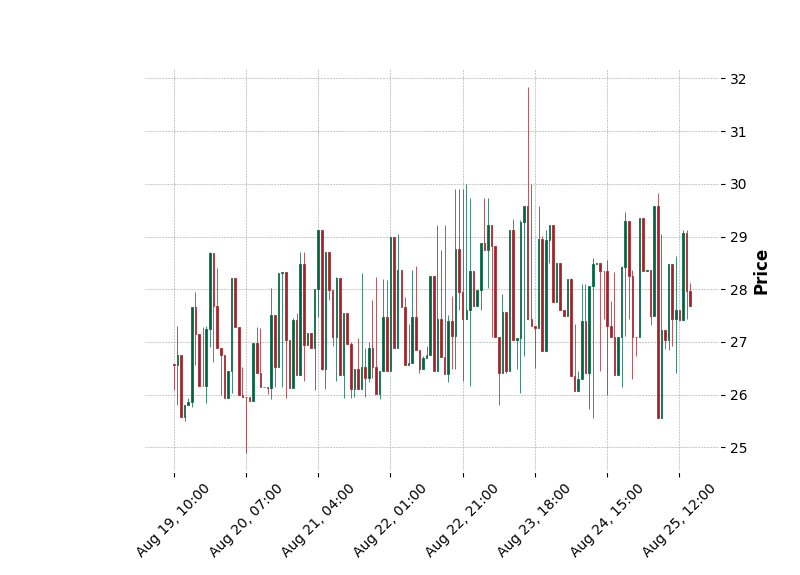 32
31
30
29
28
27
26
25
Price
Aug 19, 10:00
Aug 20, 07:00
Aug 21, 04:00
Aug 22, 01:00
Aug 22, 21:00
Aug 23, 18:00
Aug 24, 15:00
Aug 25, 12:00